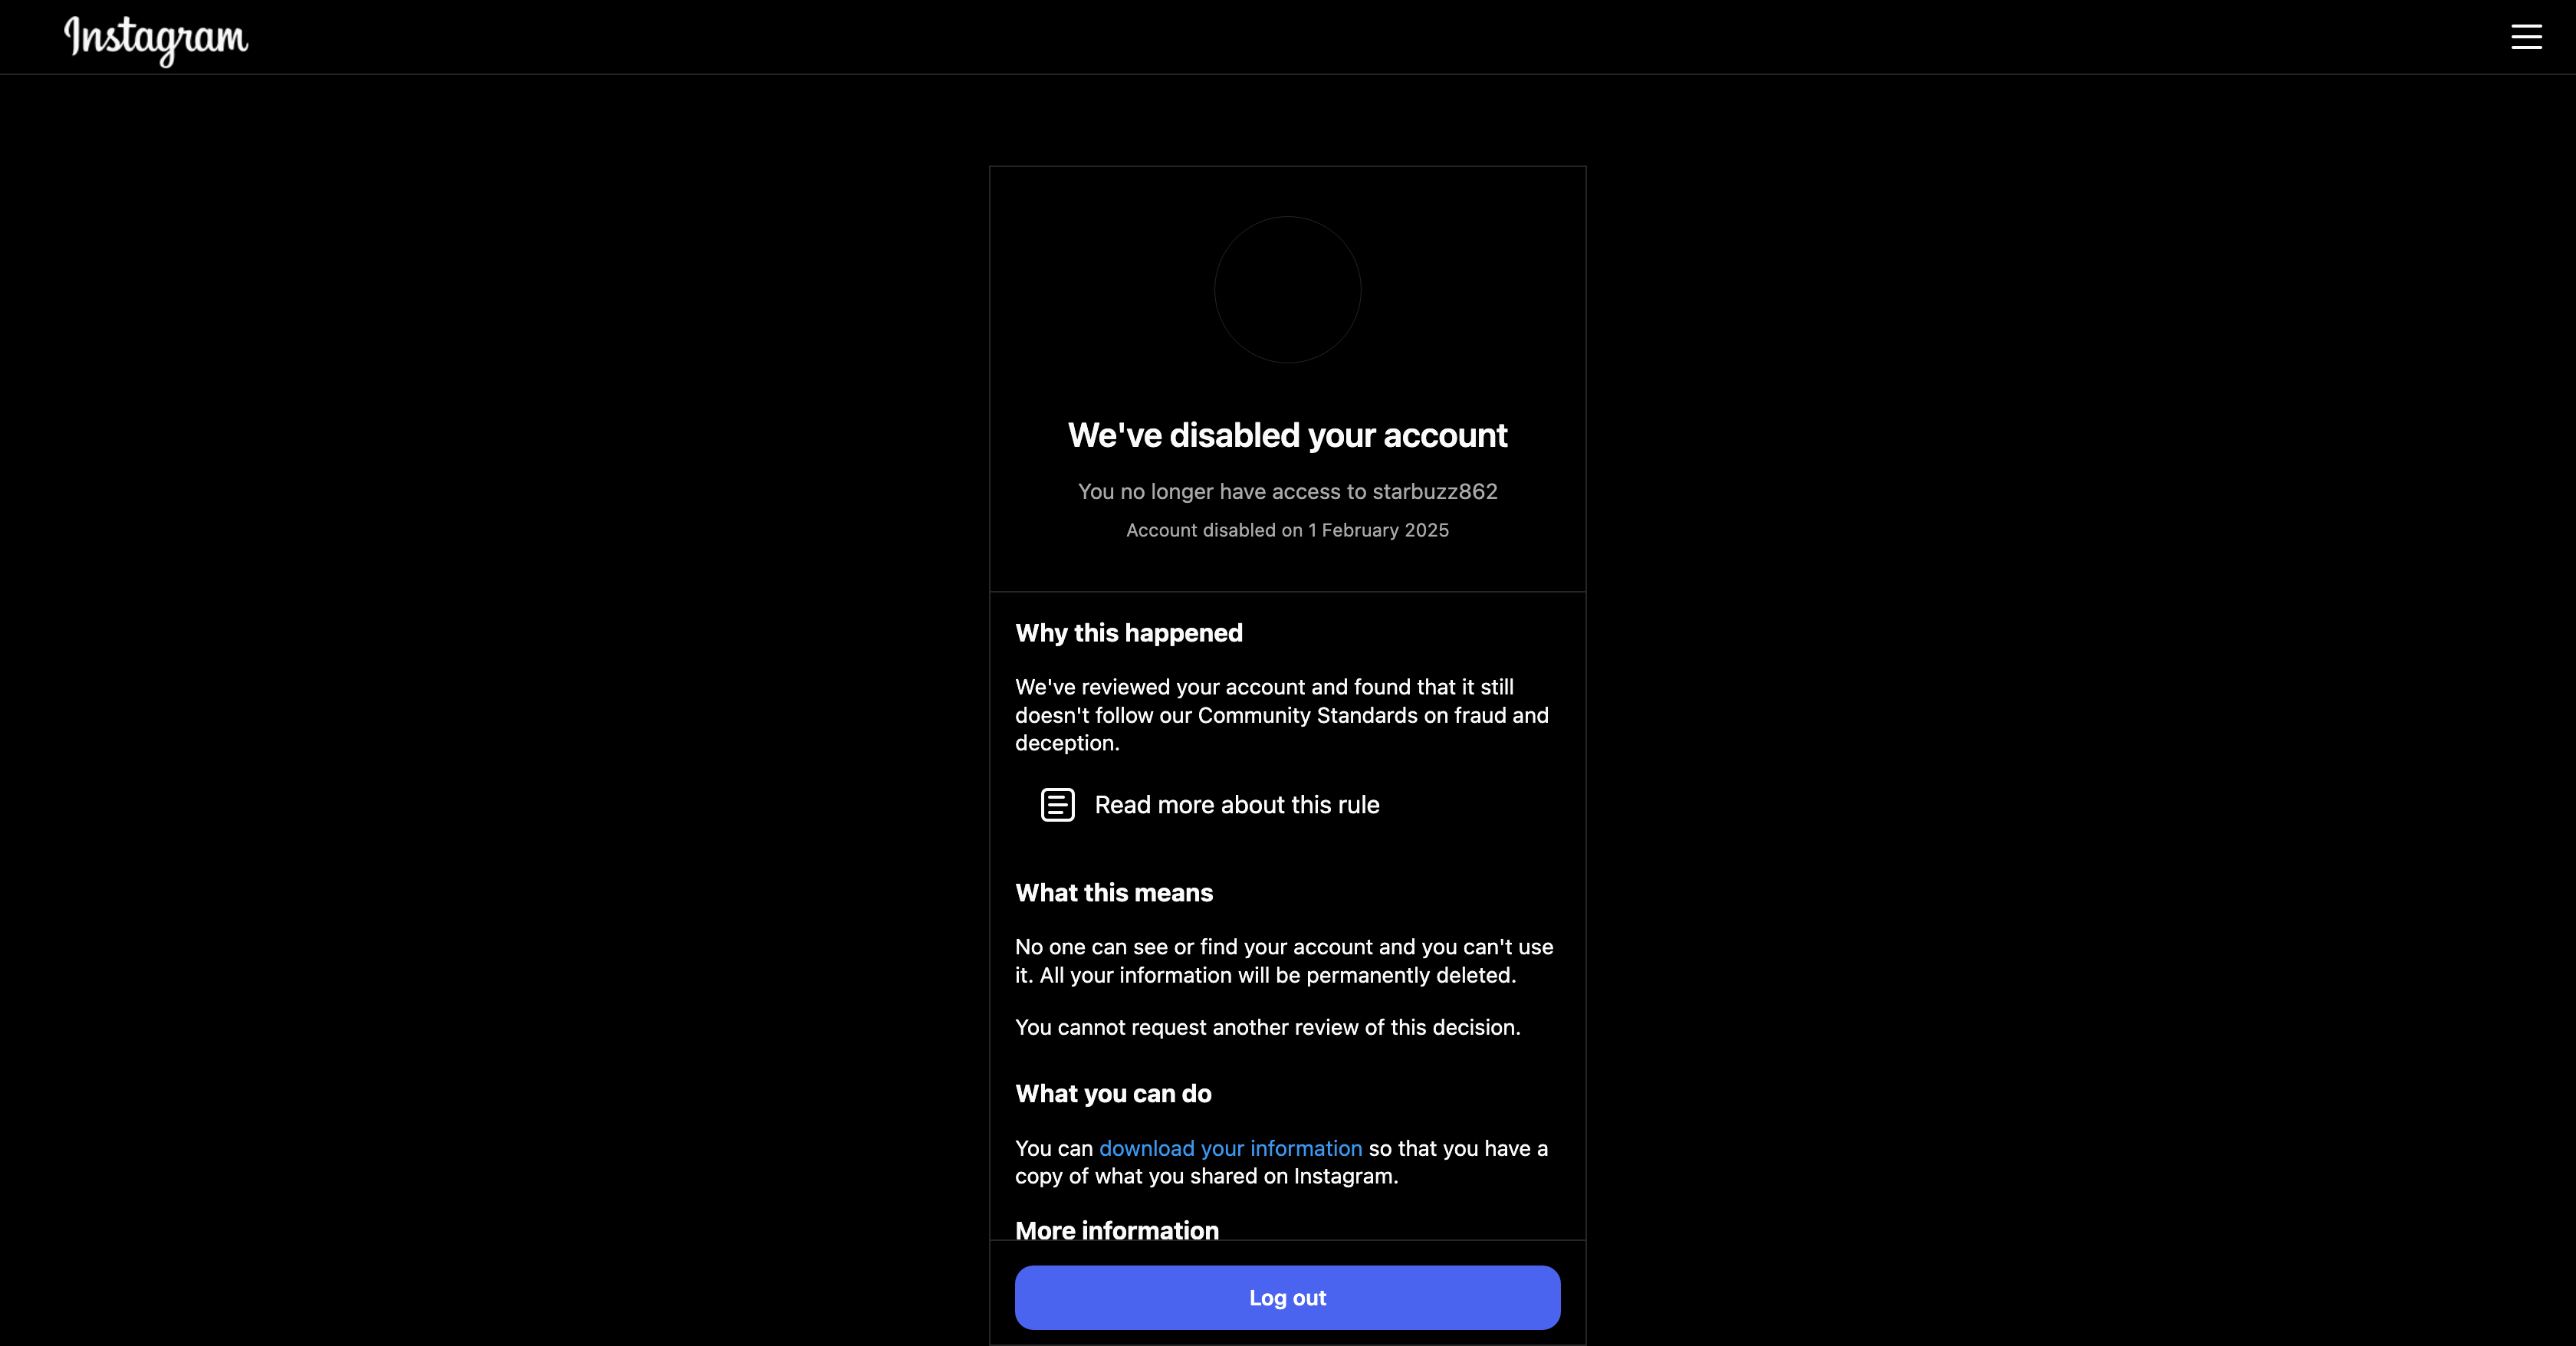 Instagram
We've disabled your account
You no longer have access to starbuzz862
Account disabled on 1 February 2025
Why this happened
We've reviewed your account and found that it still
doesn't follow our Community Standards on fraud and
deception.
Read more about this rule
What this means
No one can see or find your account and you can't use
it. All your information will be permanently deleted.
You cannot request another review of this decision.
What you can do
You can download your information so that you have a
copy of what you shared on Instagram.
More information
Log out